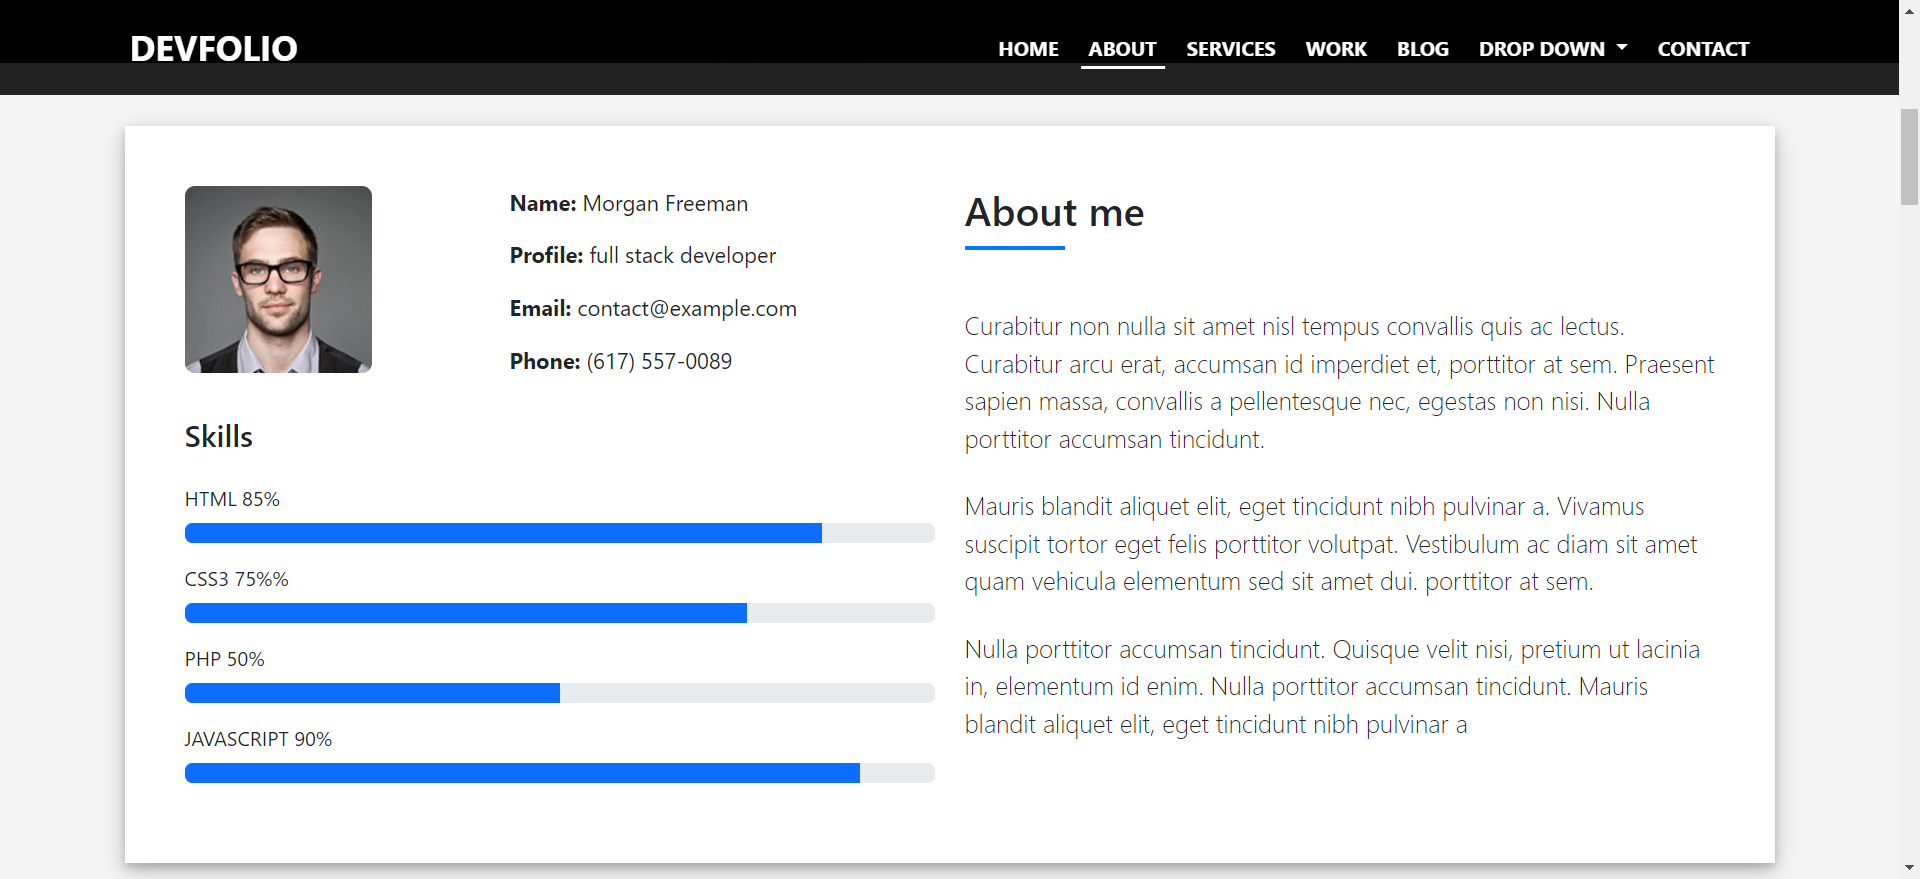 DEVFOLIO
HOME ABOUT SERVICES WORK BLOG DROP DOWN CONTACT
Name: Morgan Freeman
Profile: full stack developer
Email: contact@example.com
Phone: (617) 557-0089
Skills
HTML 85%
CSS3 75%%
PHP 50%
JAVASCRIPT 90%
About me
Curabitur non nulla sit amet nisl tempus convallis quis ac lectus.
Curabitur arcu erat, accumsan id imperdiet et, porttitor at sem. Praesent
sapien massa, convallis a pellentesque nec, egestas non nisi. Nulla
porttitor accumsan tincidunt.
Mauris blandit aliquet elit, eget tincidunt nibh pulvinar a. Vivamus
suscipit tortor eget felis porttitor volutpat. Vestibulum ac diam sit amet
quam vehicula elementum sed sit amet dui. porttitor at sem.
Nulla porttitor accumsan tincidunt. Quisque velit nisi, pretium ut lacinia
in, elementum id enim. Nulla porttitor accumsan tincidunt. Mauris
blandit aliquet elit, eget tincidunt nibh pulvinar a